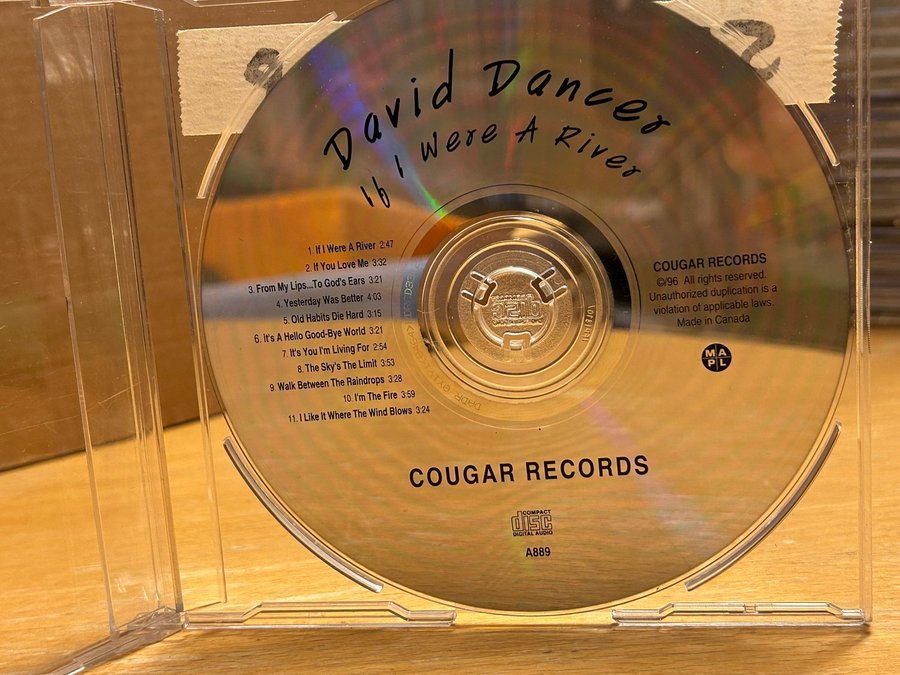 David Dancer
If I Were A River
1. If I Were A River 2:47
2. If You Love Me 3:32
3. From My Lips...To God's Ears 3:21
4. Yesterday Was Better 4:03
5. Old Habits Die Hard 3:15
6. It's A Hello Good-Bye World 3:21
7. It's You I'm Living For 2:54
8. The Sky's The Limit 3:53
9. Walk Between The Raindrops 3:28
10. I'm The Fire 3:59
11. I Like It Where The Wind Blows 3:24
COUGAR RECORDS
©/96 All rights reserved.
Unauthorized duplication is a
violation of applicable laws.
Made in Canada
MA
PL
COUGAR RECORDS
COMPACT
disc
DIGITAL AUDIO
A889